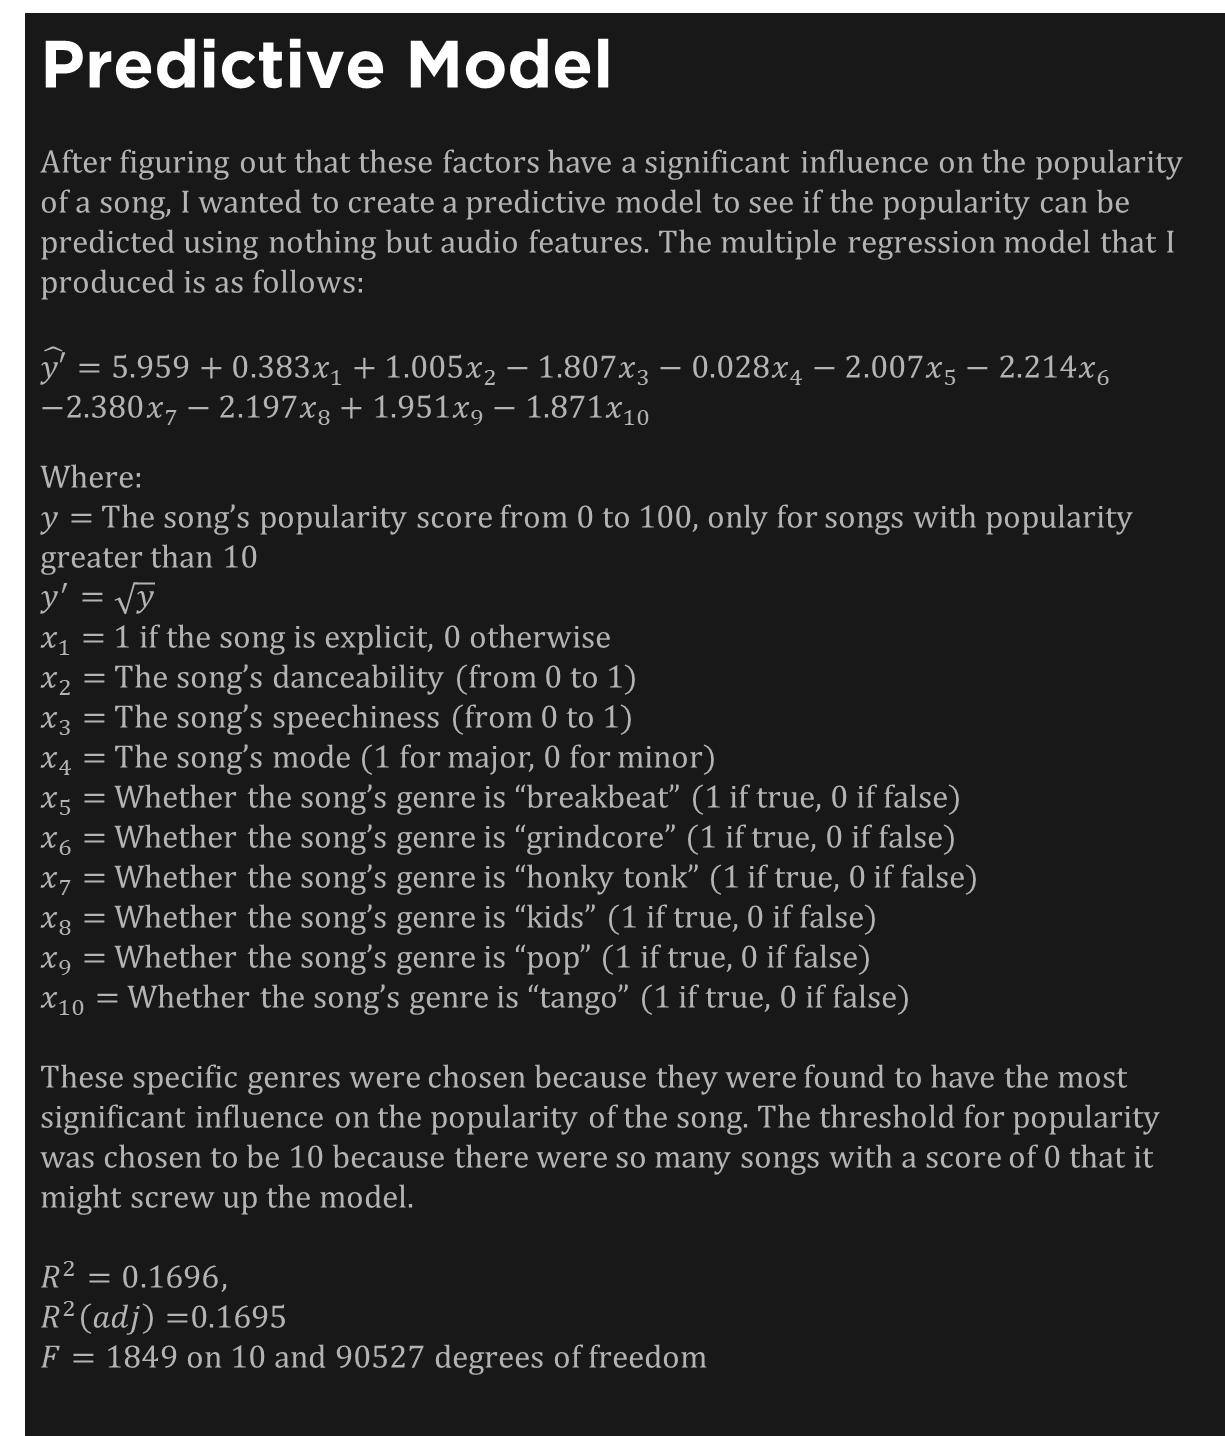 Predictive Model
After figuring out that these factors have a significant influence on the popularity
of a song, I wanted to create a predictive model to see if the popularity can be
predicted using nothing but audio features. The multiple regression model that I
produced is as follows:
ŷ′ = 5.959 + 0.383x₁ + 1.005x₂ − 1.807x₃ − 0.028x₄ − 2.007x₅ − 2.214x₆
−2.380x₇ − 2.197x₈ + 1.951x₉ − 1.871x₁₀
Where:
y = The song’s popularity score from 0 to 100, only for songs with popularity
greater than 10
y′ = √y
x₁ = 1 if the song is explicit, 0 otherwise
x₂ = The song’s danceability (from 0 to 1)
x₃ = The song’s speechiness (from 0 to 1)
x₄ = The song’s mode (1 for major, 0 for minor)
x₅ = Whether the song’s genre is “breakbeat” (1 if true, 0 if false)
x₆ = Whether the song’s genre is “grindcore” (1 if true, 0 if false)
x₇ = Whether the song’s genre is “honky tonk” (1 if true, 0 if false)
x₈ = Whether the song’s genre is “kids” (1 if true, 0 if false)
x₉ = Whether the song’s genre is “pop” (1 if true, 0 if false)
x₁₀ = Whether the song’s genre is “tango” (1 if true, 0 if false)
These specific genres were chosen because they were found to have the most
significant influence on the popularity of the song. The threshold for popularity
was chosen to be 10 because there were so many songs with a score of 0 that it
might screw up the model.
R² = 0.1696,
R²(adj) =0.1695
F = 1849 on 10 and 90527 degrees of freedom